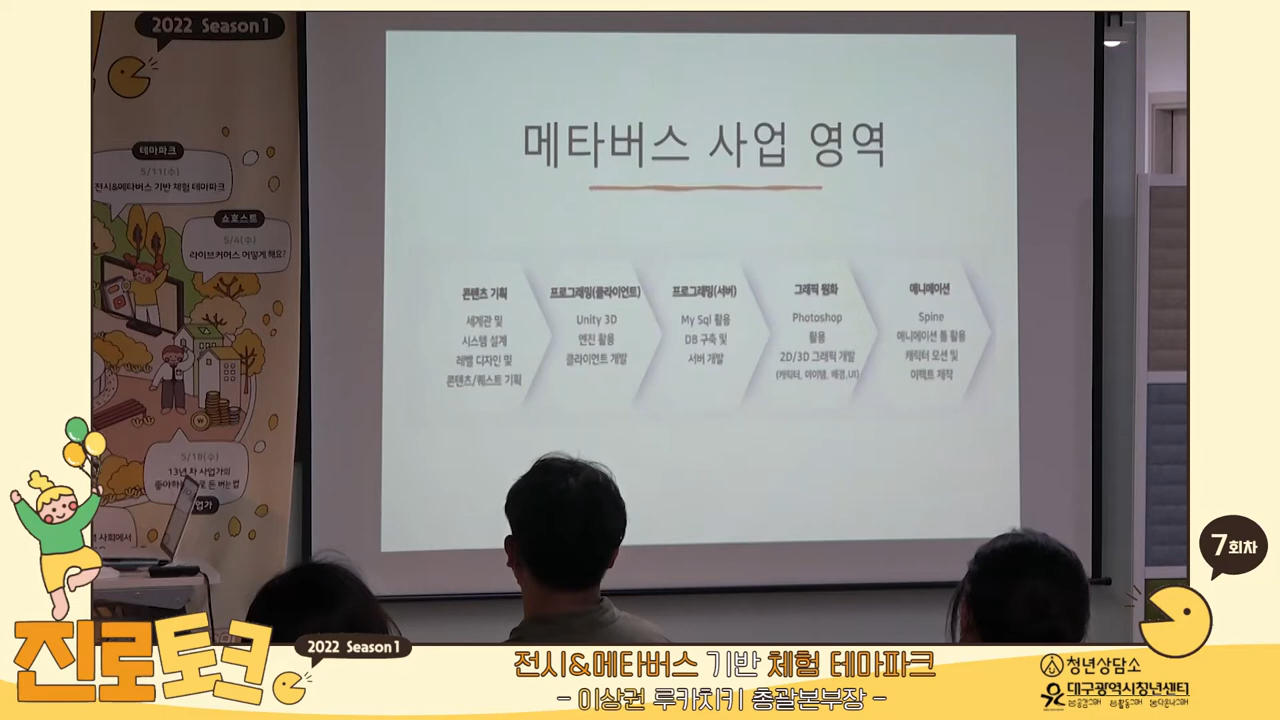 2022 Season1
테마파크
5/11(수)
전시&메타버스 기반 체험 테마파크
쇼호스트
5/4(수)
라이브커머스 어떻게 해요?
5/18(수)
13년 차 사업가의
메타버스 사업 영역
콘텐츠 기획
세계관 및
시스템 설계
레벨 디자인 및
콘텐츠/퀘스트 기획
프로그래밍(클라이언트)
Unity 3D
엔진 활용
클라이언트 개발
프로그래밍(서버)
My Sql 활용
DB 구축 및
서버 개발
그래픽 원화
Photoshop
활용
2D/3D 그래픽 개발
(캐릭터, 아이템, 배경,UI)
애니메이션
Spine
애니메이션 툴 활용
캐릭터 모션 및
이펙트 제작
7회차
진로토크
2022 Season1
전시&메타버스 기반 체험 테마파크
- 이상권 루카치키 총괄본부장 -
청년상담소
대구광역시청년센터